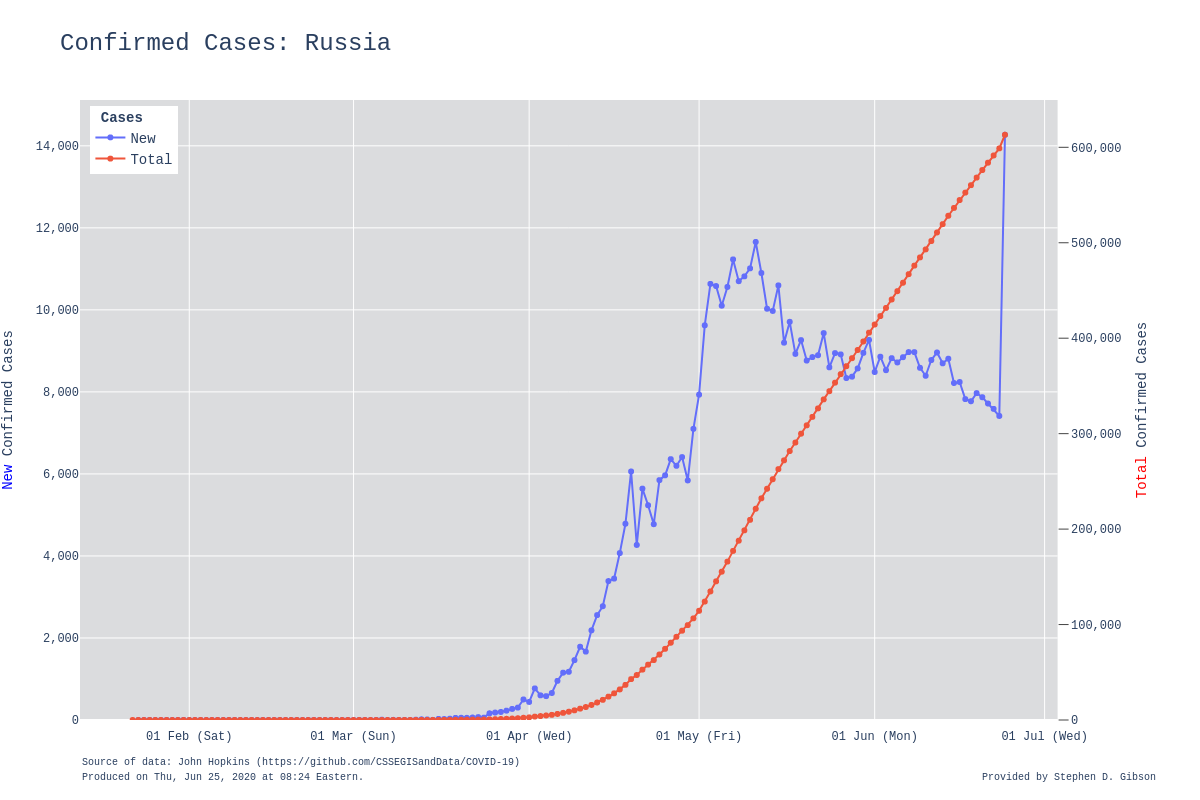 Confirmed Cases: Russia
Cases
New
Total
14,000
12,000
10,000
8,000
6,000
4,000
2,000
0
600,000
500,000
400,000
300,000
200,000
100,000
0
New Confirmed Cases
Total Confirmed Cases
01 Feb (Sat)
01 Mar (Sun)
01 Apr (Wed)
01 May (Fri)
01 Jun (Mon)
01 Jul (Wed)
Source of data: John Hopkins (https://github.com/CSSEGISandData/COVID-19)
Produced on Thu, Jun 25, 2020 at 08:24 Eastern.
Provided by Stephen D. Gibson